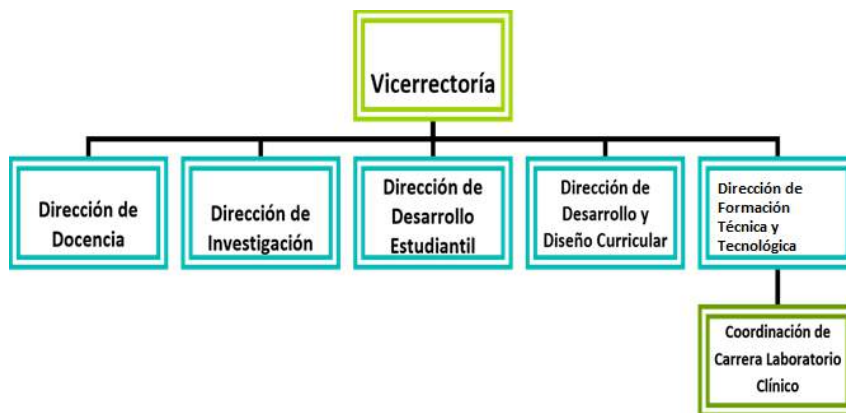 Vicerrectoría
Dirección de
Docencia
Dirección de
Investigación
Dirección de
Desarrollo
Estudiantil
Dirección de
Desarrollo y
Diseño Curricular
Dirección de
Formación
Técnica y
Tecnológica
Coordinación de
Carrera Laboratorio
Clínico